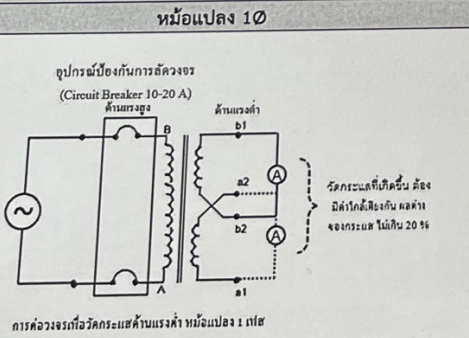 หม้อแปลง 1Ø
อุปกรณ์ป้องกันการลัดวงจร
(Circuit Breaker 10-20 A)
ด้านแรงสูง
ด้านแรงต่ำ
B
b1
A
a2
b2
A
A
a1
วัดกระแสที่เกิดขึ้น ต้อง
มีค่าใกล้เคียงกัน ผลต่าง
ของกระแส ไม่เกิน 20 %
การต่อวงจรเพื่อวัดกระแสด้านแรงต่ำ หม้อแปลง 1 เฟส